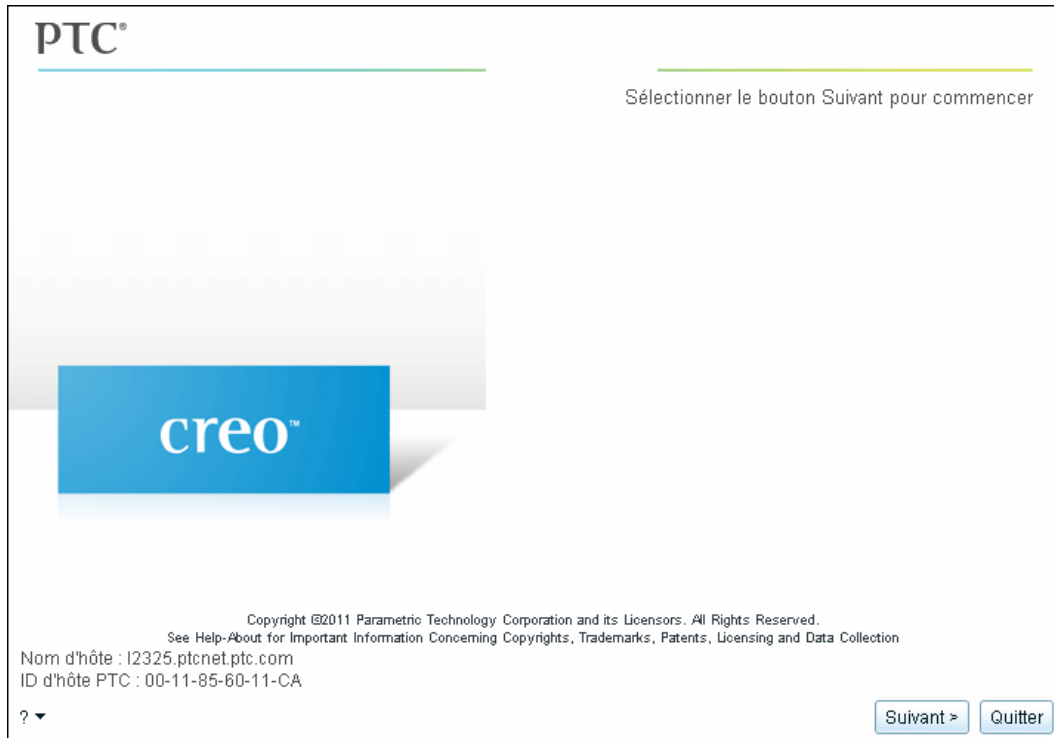 PTC®
Sélectionner le bouton Suivant pour commencer
creo™
Copyright ©2011 Parametric Technology Corporation and its Licensors. All Rights Reserved.
See Help-About for Important Information Concerning Copyrights, Trademarks, Patents, Licensing and Data Collection
Nom d'hôte : l2325.ptcnet.ptc.com
ID d'hôte PTC : 00-11-85-60-11-CA
? ▼
Suivant >
Quitter